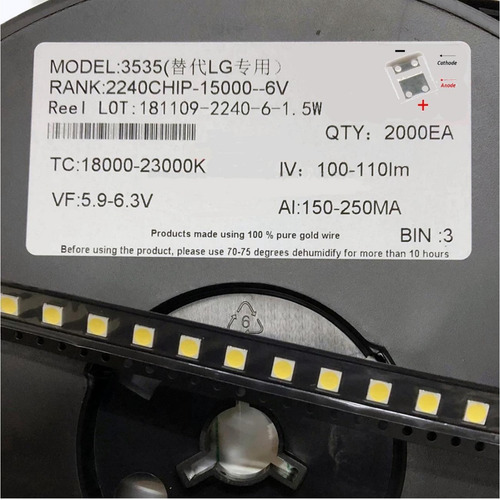 MODEL:3535(替代LG专用)
RANK:2240CHIP-15000--6V
Reel LOT:181109-2240-6-1.5W
QTY: 2000EA
TC:18000-23000K
IV: 100-110lm
VF:5.9-6.3V
AI:150-250MA
Products made using 100 % pure gold wire
BIN :3
Before using the product, please use 70-75 degrees dehumidify for more than 10 hours
-
Cathode
Anode
+
6